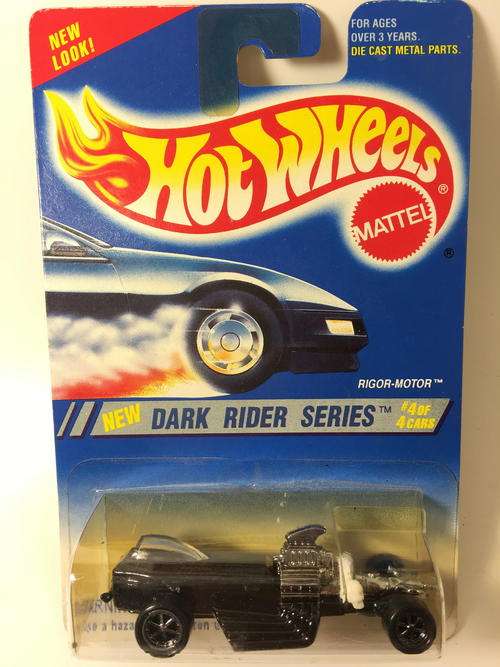 NEW
LOOK!
FOR AGES
OVER 3 YEARS.
DIE CAST METAL PARTS.
HOT WHEELS®
MATTEL
®
RIGOR-MOTOR™
NEW DARK RIDER SERIES™ #4 OF
4 CARS